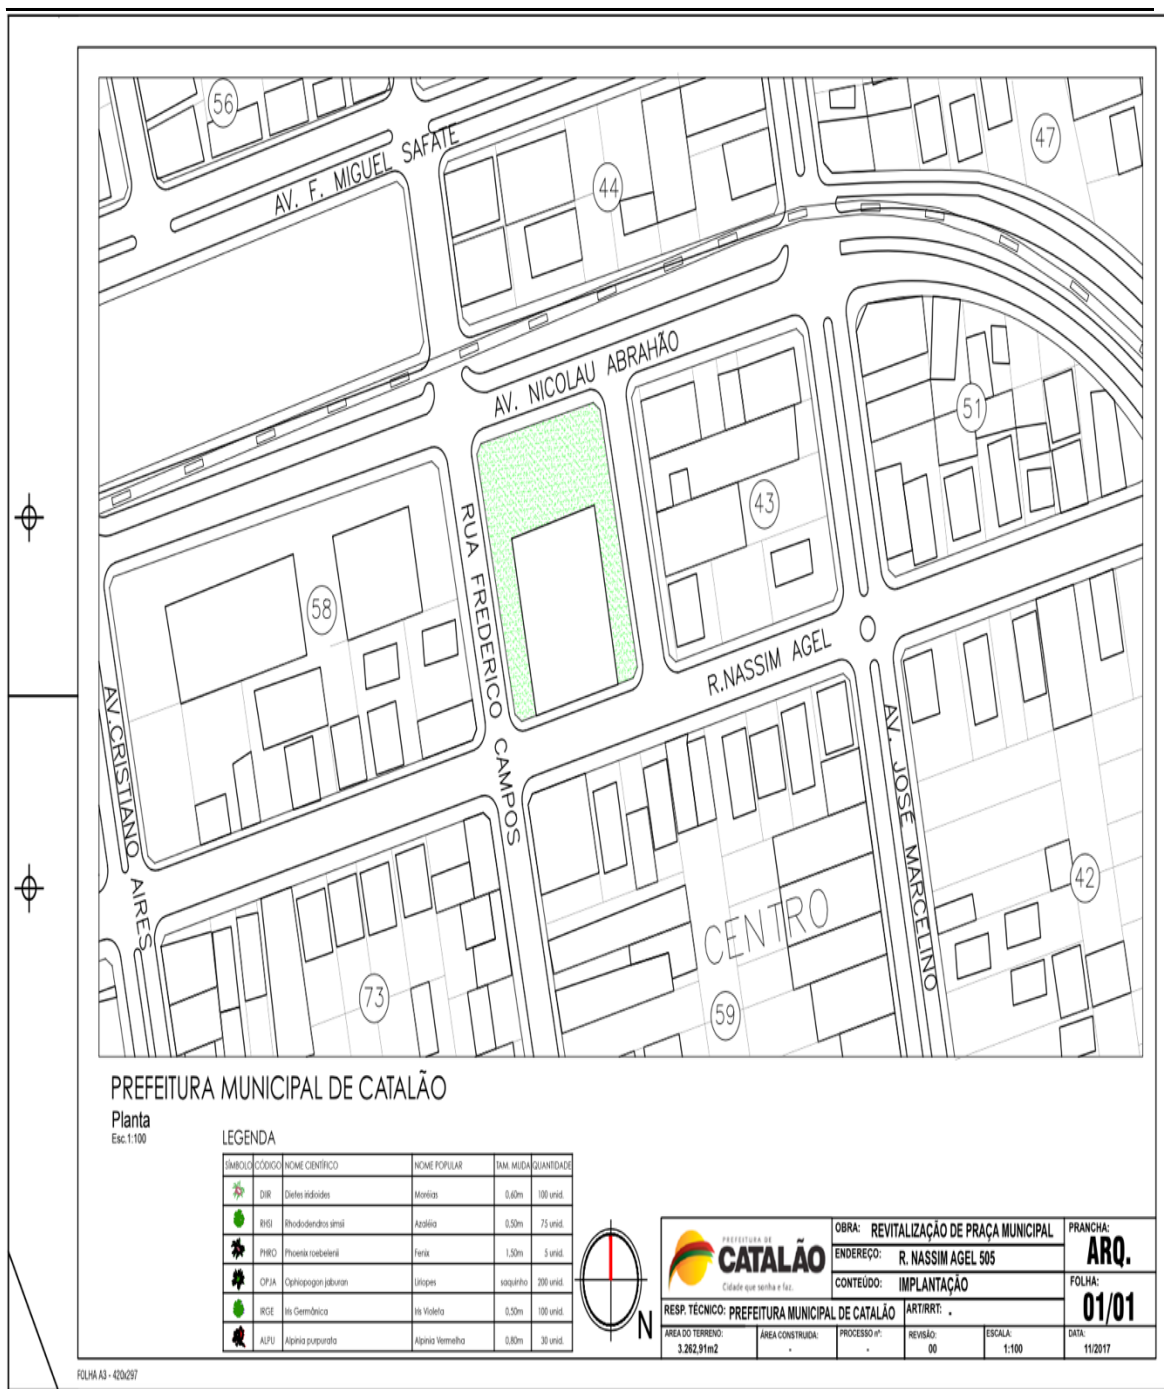 56
47
AV. F. MIGUEL SAFATE
44
AV. NICOLAU ABRAHÃO
51
43
RUA FREDERICO CAMPOS
58
R.NASSIM AGEL
AV.CRISTIANO AIRES
AV. JOSÉ MARCELINO
42
CENTRO
73
59
PREFEITURA MUNICIPAL DE CATALÃO
Planta
Esc.1:100
LEGENDA
SÍMBOLO CÓDIGO NOME CIENTÍFICO NOME POPULAR TAM. MUDA QUANTIDADE
DIIR Dietes iridioides Moréias 0,60m 100 unid.
RHSI Rhododendros simsii Azaléia 0,50m 75 unid.
PHRO Phoenix roebelenii Fenix 1,50m 5 unid.
OPJA Ophiopogon jaburan Liriopes saquinho 200 unid.
IRGE Iris Germânica Iris Violeta 0,50m 100 unid.
ALPU Alpinia purpurata Alpinia Vermelha 0,80m 30 unid.
N
PREFEITURA DE
CATALÃO
Cidade que sonha e faz.
OBRA: REVITALIZAÇÃO DE PRAÇA MUNICIPAL
ENDEREÇO: R. NASSIM AGEL 505
CONTEÚDO: IMPLANTAÇÃO
PRANCHA:
ARQ.
FOLHA:
01/01
RESP. TÉCNICO: PREFEITURA MUNICIPAL DE CATALÃO ART/RRT: -
ÁREA DO TERRENO: ÁREA CONSTRUIDA: PROCESSO nº: REVISÃO: ESCALA: DATA:
3.262,91m2 - - 00 1:100 11/2017
FOLHA A3 - 420x297